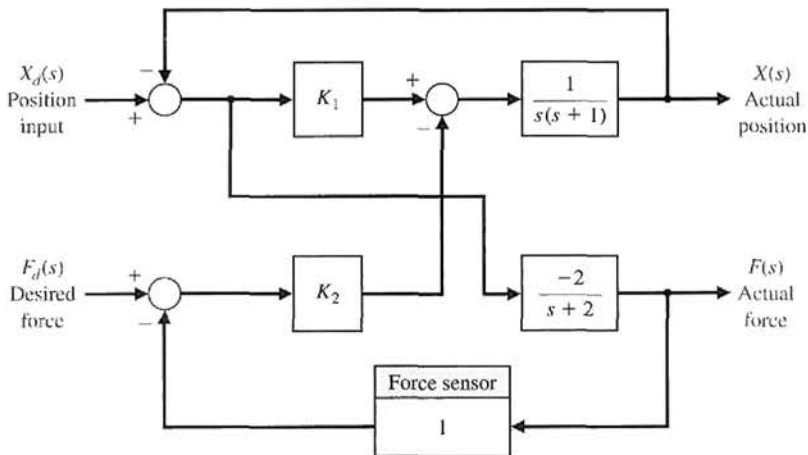 X_d(s)
Position
input
−
+
K_1
+
−
1
s(s + 1)
X(s)
Actual
position
F_d(s)
Desired
force
+
−
K_2
−2
s + 2
F(s)
Actual
force
Force sensor
1